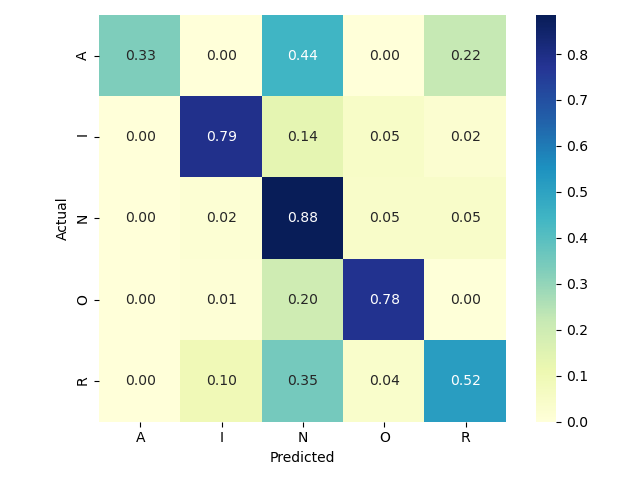 A 0.33 0.00 0.44 0.00 0.22
I 0.00 0.79 0.14 0.05 0.02
N 0.00 0.02 0.88 0.05 0.05
O 0.00 0.01 0.20 0.78 0.00
R 0.00 0.10 0.35 0.04 0.52
A I N O R
Predicted
Actual
0.8
0.7
0.6
0.5
0.4
0.3
0.2
0.1
0.0